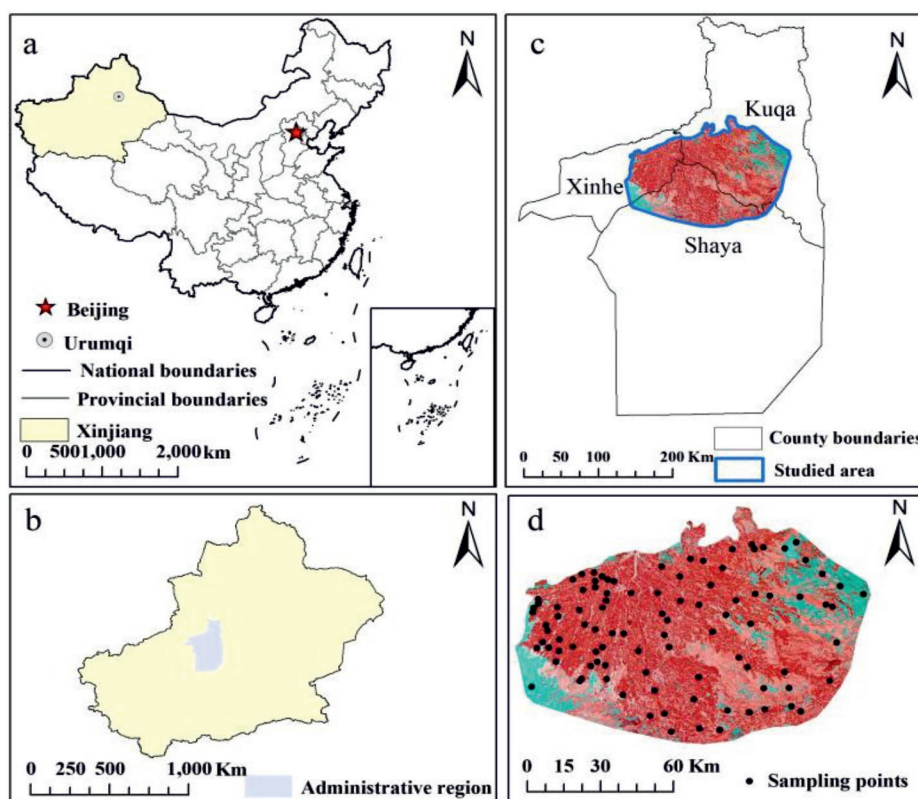 a
N
Beijing
Urumqi
National boundaries
Provincial boundaries
Xinjiang
0 5001,000 2,000 km
c
N
Kuqa
Xinhe
Shaya
County boundaries
0 25 50 100 150 200 Km
Studied area
b
N
0 250 500 1,000 Km
Administrative region
d
N
0 15 30 60 Km
Sampling points